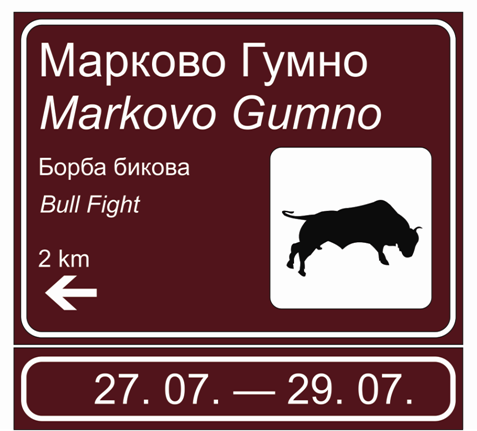 Марково Гумно
Markovo Gumno
Борба бикова
Bull Fight
2 km
27. 07. — 29. 07.